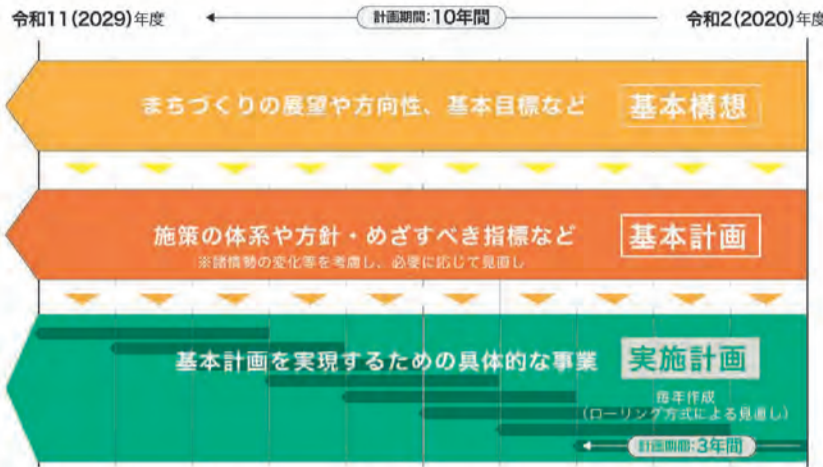 令和11(2029)年度
計画期間:10年間
令和2(2020)年度
まちづくりの展望や方向性、基本目標など
基本構想
施策の体系や方針・めざすべき指標など
基本計画
※諸情勢の変化等を考慮し、必要に応じて見直し
基本計画を実現するための具体的な事業
実施計画
毎年作成
(ローリング方式による見直し)
計画期間:3年間